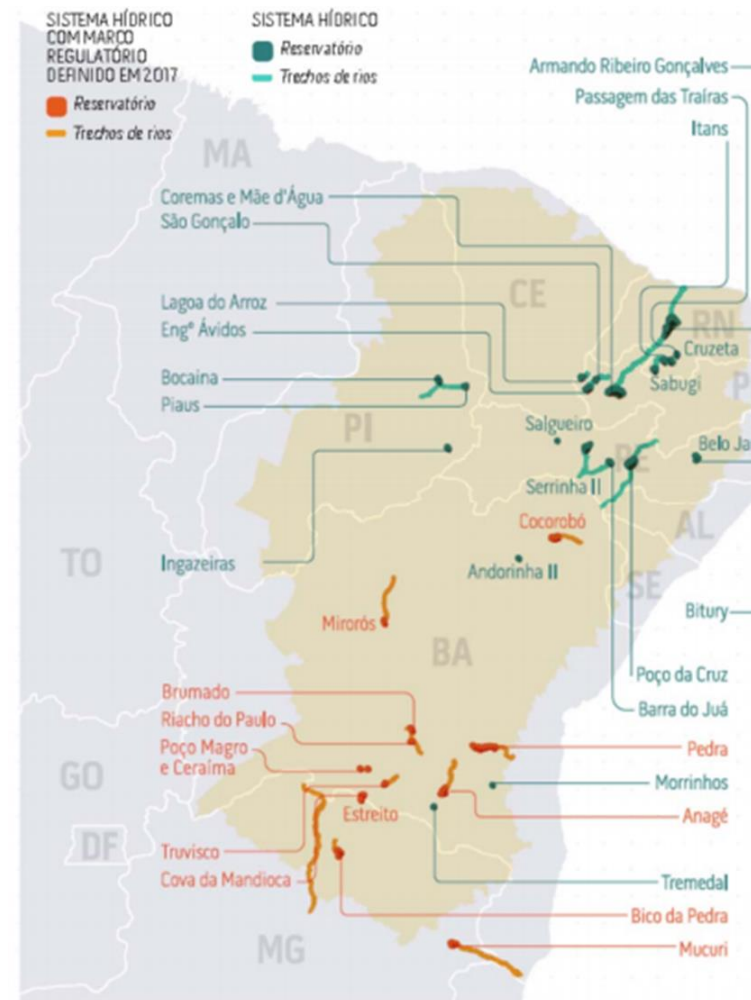 SISTEMA HÍDRICO
COM MARCO
REGULATÓRIO
DEFINIDO EM 2017
Reservatório
Trechos de rios
SISTEMA HÍDRICO
Reservatório
Trechos de rios
Armando Ribeiro Gonçalves
Passagem das Traíras
Itans
MA
Coremas e Mãe d'Água
São Gonçalo
CE
Lagoa do Arroz
Engº Ávidos
RN
Cruzeta
Sabugi
P
Bocaina
Piaus
PI
Salgueiro
Belo Ja
PE
Serrinha II
Cocorobó
AL
TO
Ingazeiras
Andorinha II
SE
Mirorós
Bitury
BA
Poço da Cruz
Brumado
Barra do Juá
Riacho do Paulo
Poço Magro
e Ceraíma
Pedra
GO
Morrinhos
Estreito
Anagé
DF
Truvisco
Cova da Mandioca
Tremedal
Bico da Pedra
MG
Mucuri